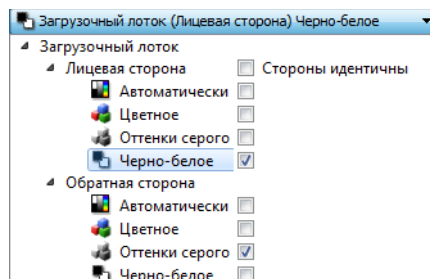 Загрузочный лоток (Лицевая сторона) Черно-белое
Загрузочный лоток
Лицевая сторона Стороны идентичны
Автоматически
Цветное
Оттенки серого
Черно-белое
Обратная сторона
Автоматически
Цветное
Оттенки серого
Черно-белое